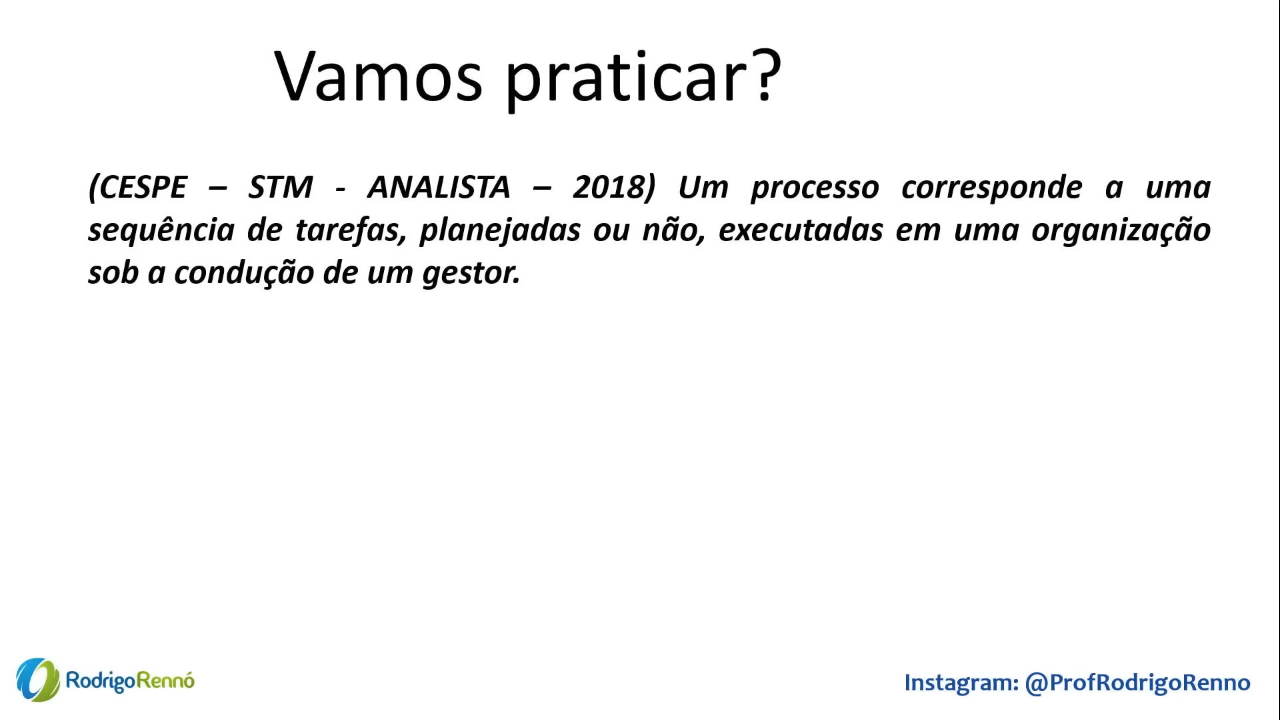 Vamos praticar?
(CESPE – STM - ANALISTA – 2018) Um processo corresponde a uma
sequência de tarefas, planejadas ou não, executadas em uma organização
sob a condução de um gestor.
RodrigoRennó
Instagram: @ProfRodrigoRenno